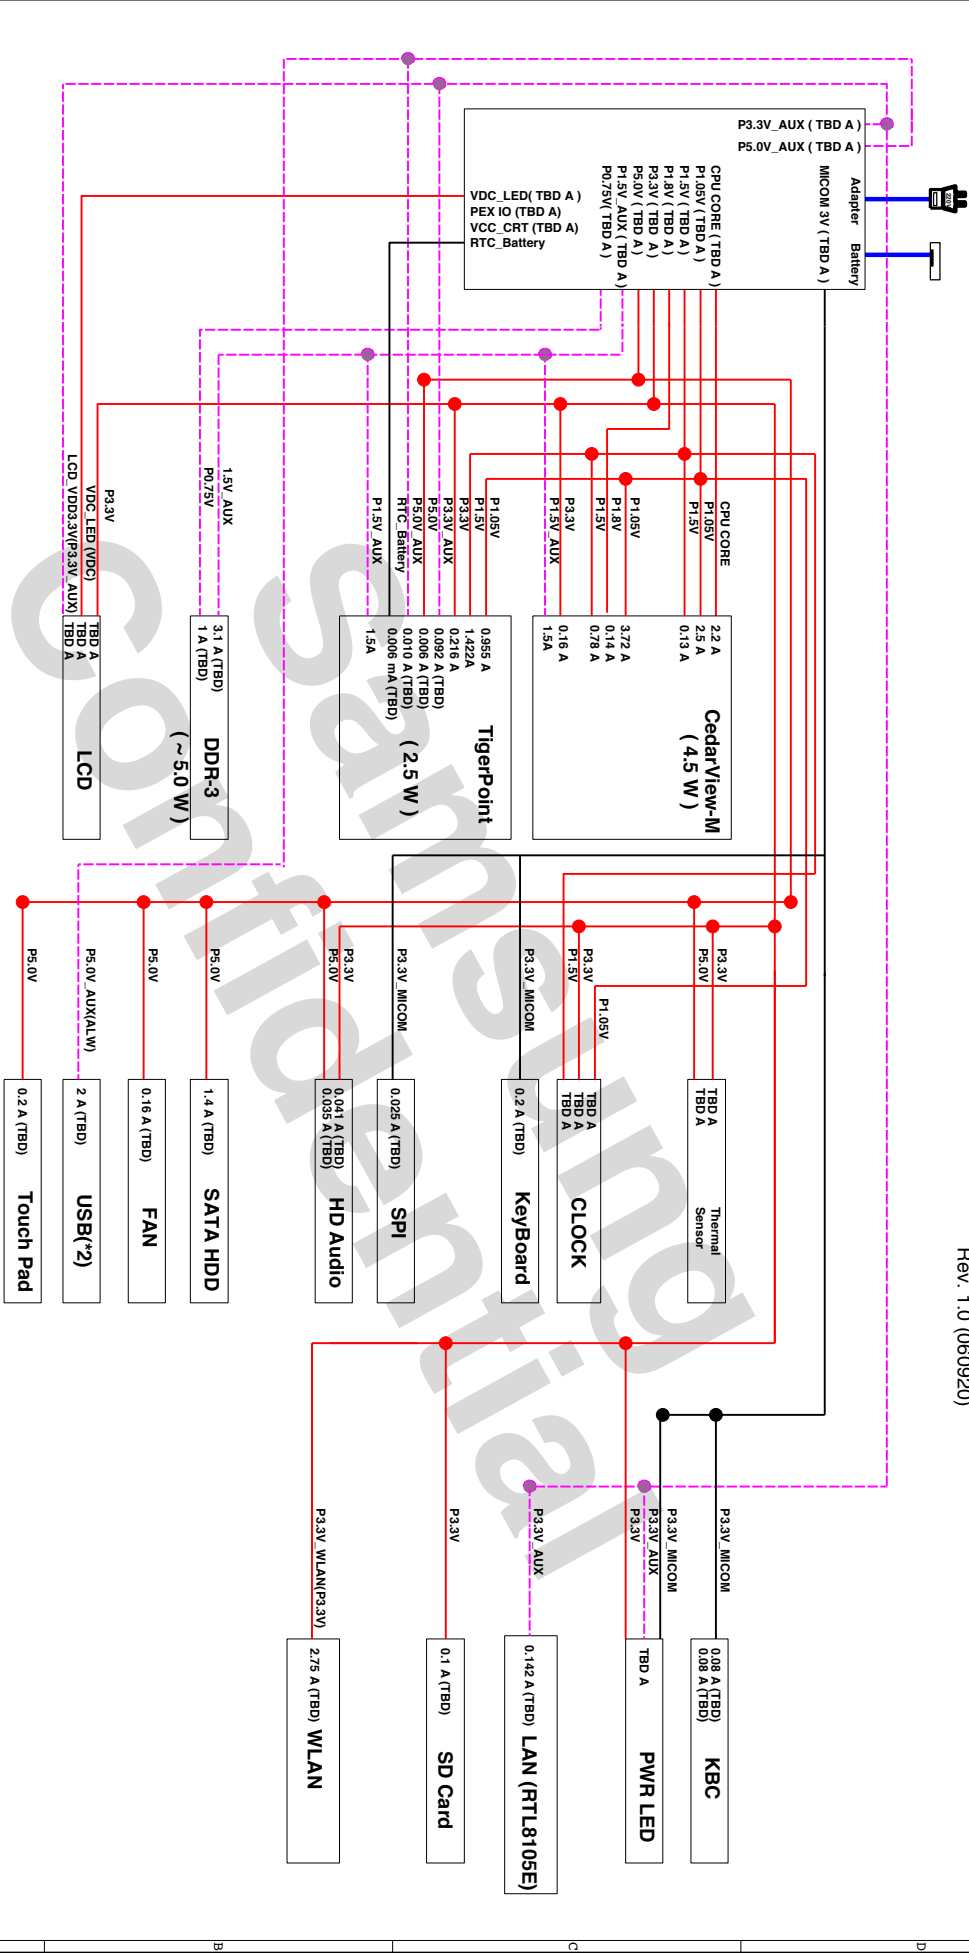 Rev. 1.0 (060920)
D
C
B
220V
Adapter
Battery
P3.3V_AUX ( TBD A )
P5.0V_AUX ( TBD A )
MICOM 3V ( TBD A )
CPU CORE ( TBD A )
P1.05V ( TBD A )
P1.5V ( TBD A )
P1.8V ( TBD A )
P3.3V ( TBD A )
P5.0V ( TBD A )
P1.5V_AUX ( TBD A )
P0.75V( TBD A )
VDC_LED( TBD A )
PEX IO (TBD A)
VCC_CRT (TBD A)
RTC_Battery
CPU CORE
P1.05V
P1.5V
P1.05V
P1.8V
P1.5V
P3.3V
P1.5V_AUX
2.2 A
2.5 A
0.13 A
3.72 A
0.14 A
0.78 A
0.16 A
1.5A
CedarView-M
( 4.5 W )
P1.05V
P1.5V
P3.3V
P3.3V_AUX
P5.0V
P5.0V_AUX
RTC_Battery
P1.5V_AUX
0.955 A
1.422A
0.216 A
0.092 A (TBD)
0.006 A (TBD)
0.010 A (TBD)
0.006 mA (TBD)
1.5A
TigerPoint
( 2.5 W )
1.5V_AUX
P0.75V
3.1 A (TBD)
1 A (TBD)
DDR-3
( ~ 5.0 W )
P3.3V
VDC_LED (VDC)
LCD_VDD3.3V(P3.3V_AUX)
TBD A
TBD A
TBD A
LCD
P3.3V
P5.0V
TBD A
TBD A
Thermal
Sensor
P1.05V
P3.3V
P1.5V
TBD A
TBD A
TBD A
CLOCK
P3.3V_MICOM
0.2 A (TBD)
KeyBoard
P3.3V_MICOM
0.025 A (TBD)
SPI
P3.3V
P5.0V
0.041 A (TBD)
0.035 A (TBD)
HD Audio
P5.0V
1.4 A (TBD)
SATA HDD
P5.0V
0.16 A (TBD)
FAN
P5.0V_AUX(ALW)
2 A (TBD)
USB(*2)
P5.0V
0.2 A (TBD)
Touch Pad
P3.3V_MICOM
0.08 A (TBD)
0.08 A (TBD)
KBC
P3.3V_MICOM
P3.3V_AUX
P3.3V
TBD A
PWR LED
P3.3V_AUX
0.142 A (TBD)
LAN (RTL8105E)
P3.3V
0.1 A (TBD)
SD Card
P3.3V_WLAN(P3.3V)
2.75 A (TBD)
WLAN
Samsung
Confidential